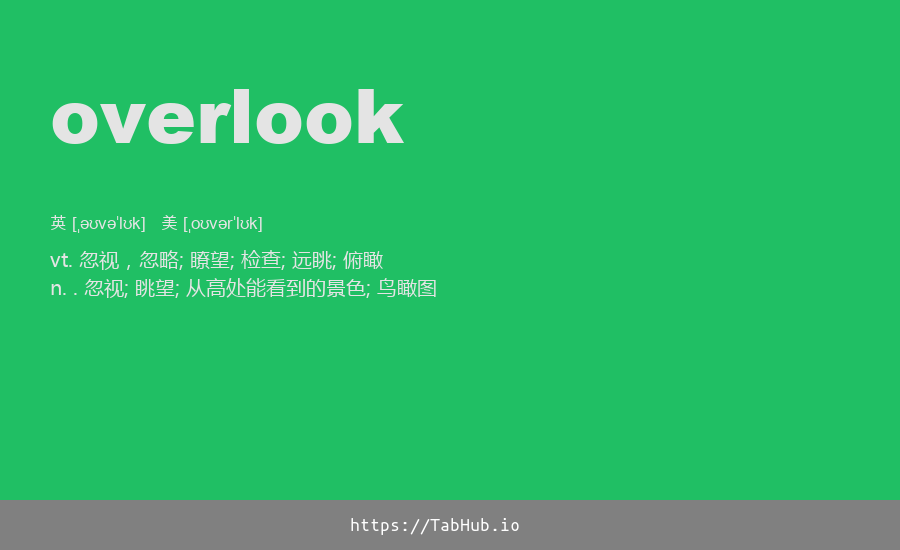 overlook
英 [ˌəʊvəˈlʊk] 美 [ˌoʊvərˈlʊk]
vt. 忽视，忽略; 瞭望; 检查; 远眺; 俯瞰
n. . 忽视; 眺望; 从高处能看到的景色; 鸟瞰图
https://TabHub.io